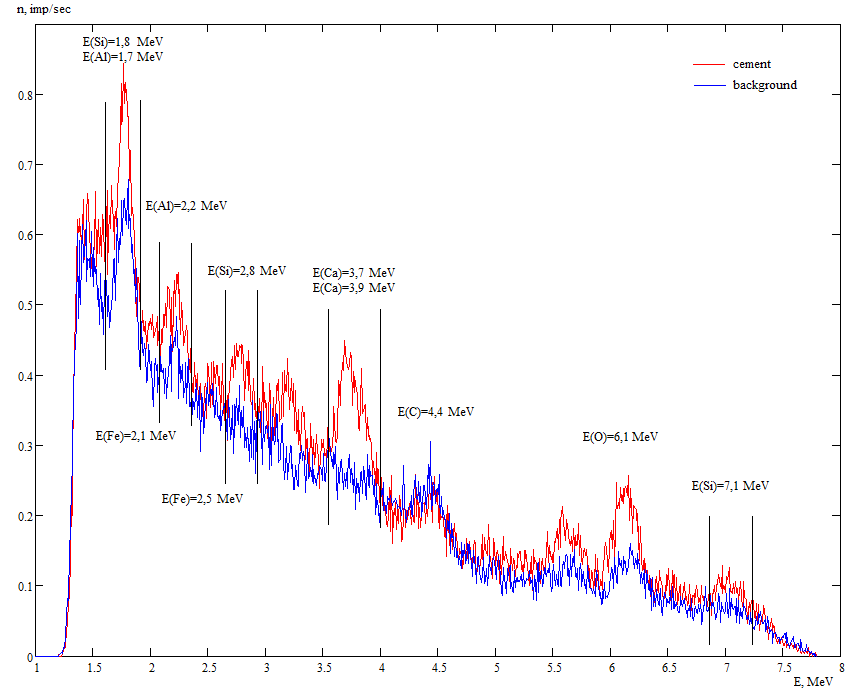 n, imp/sec
E(Si)=1,8 MeV
E(Al)=1,7 MeV
cement
background
0.8
0.7
E(Al)=2,2 MeV
0.6
E(Si)=2,8 MeV
E(Ca)=3,7 MeV
E(Ca)=3,9 MeV
0.5
0.4
E(C)=4,4 MeV
E(Fe)=2,1 MeV
E(O)=6,1 MeV
0.3
E(Fe)=2,5 MeV
E(Si)=7,1 MeV
0.2
0.1
0
1 1.5 2 2.5 3 3.5 4 4.5 5 5.5 6 6.5 7 7.5 8
E, MeV